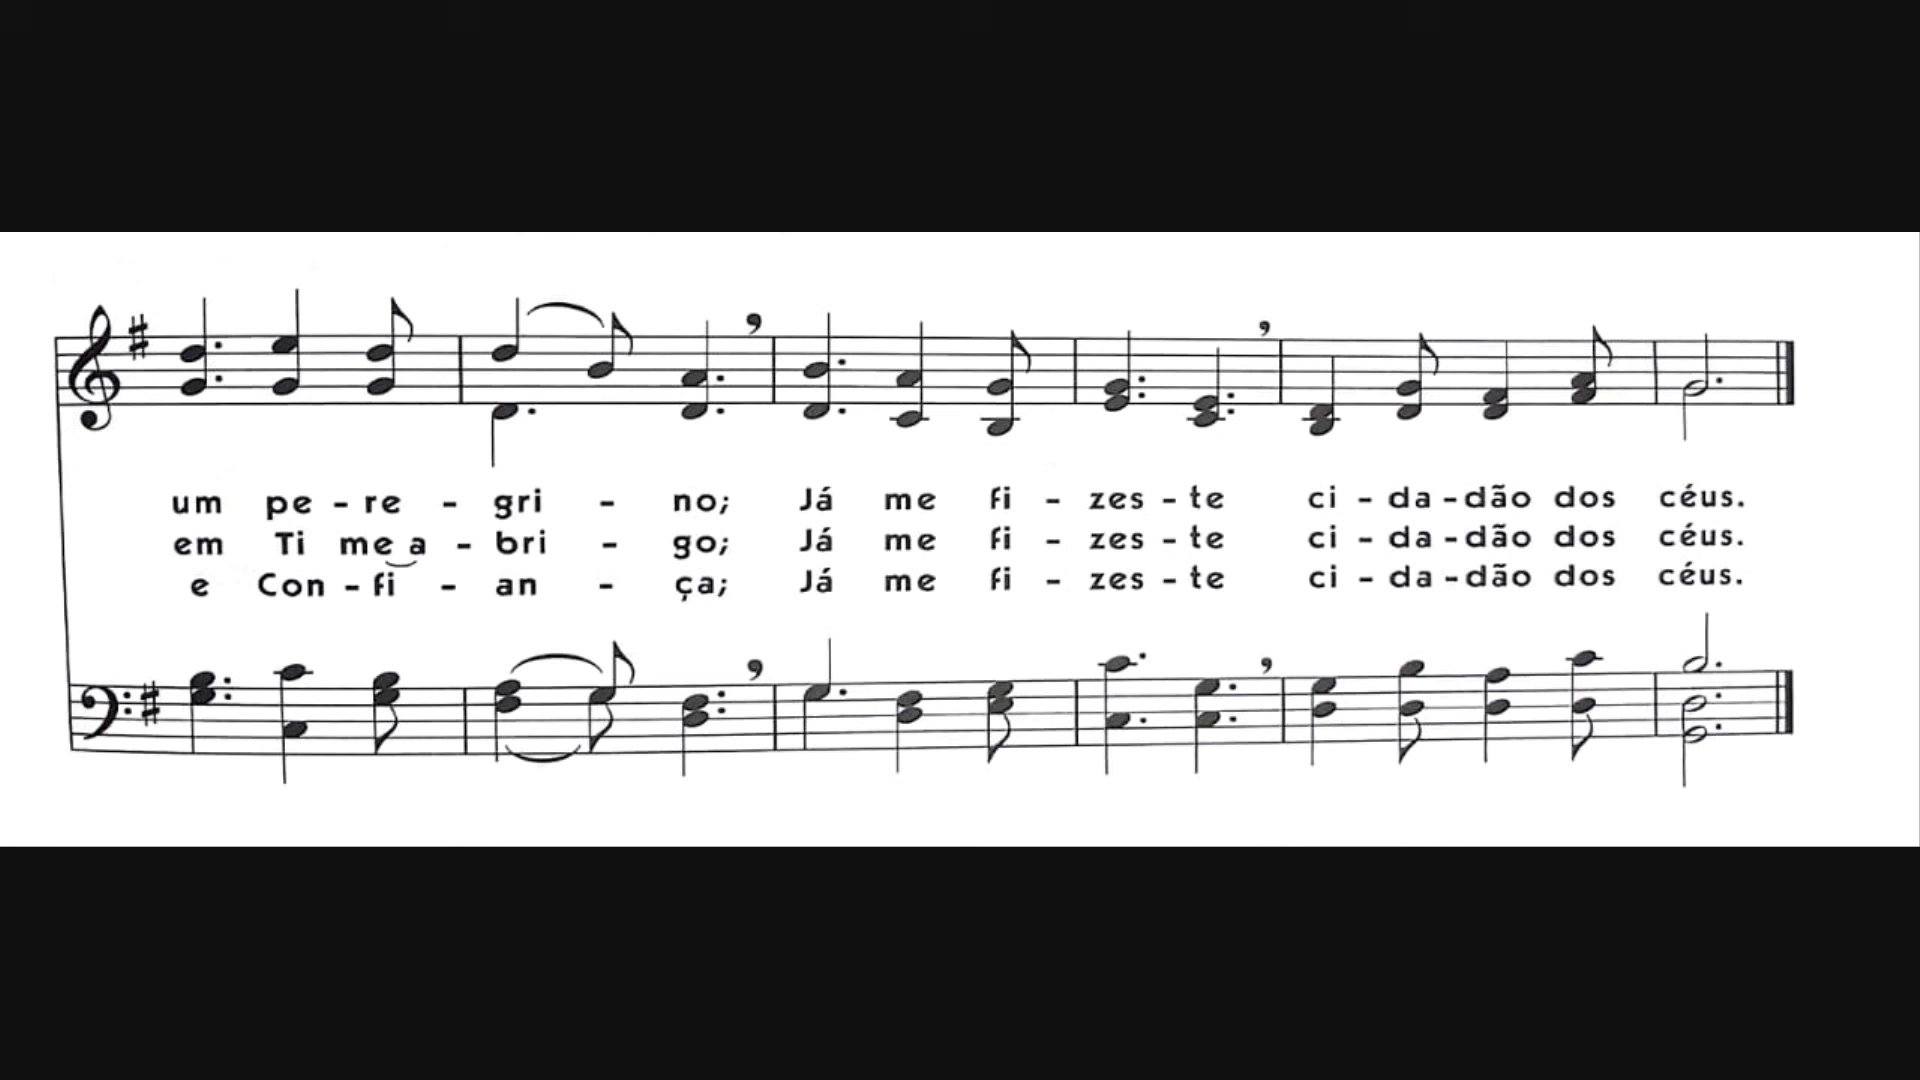 um pe - re - gri - no; Já me fi - zes - te ci - da - dão dos céus.
em Ti me a - bri - go; Já me fi - zes - te ci - da - dão dos céus.
e Con - fi - an - ça; Já me fi - zes - te ci - da - dão dos céus.